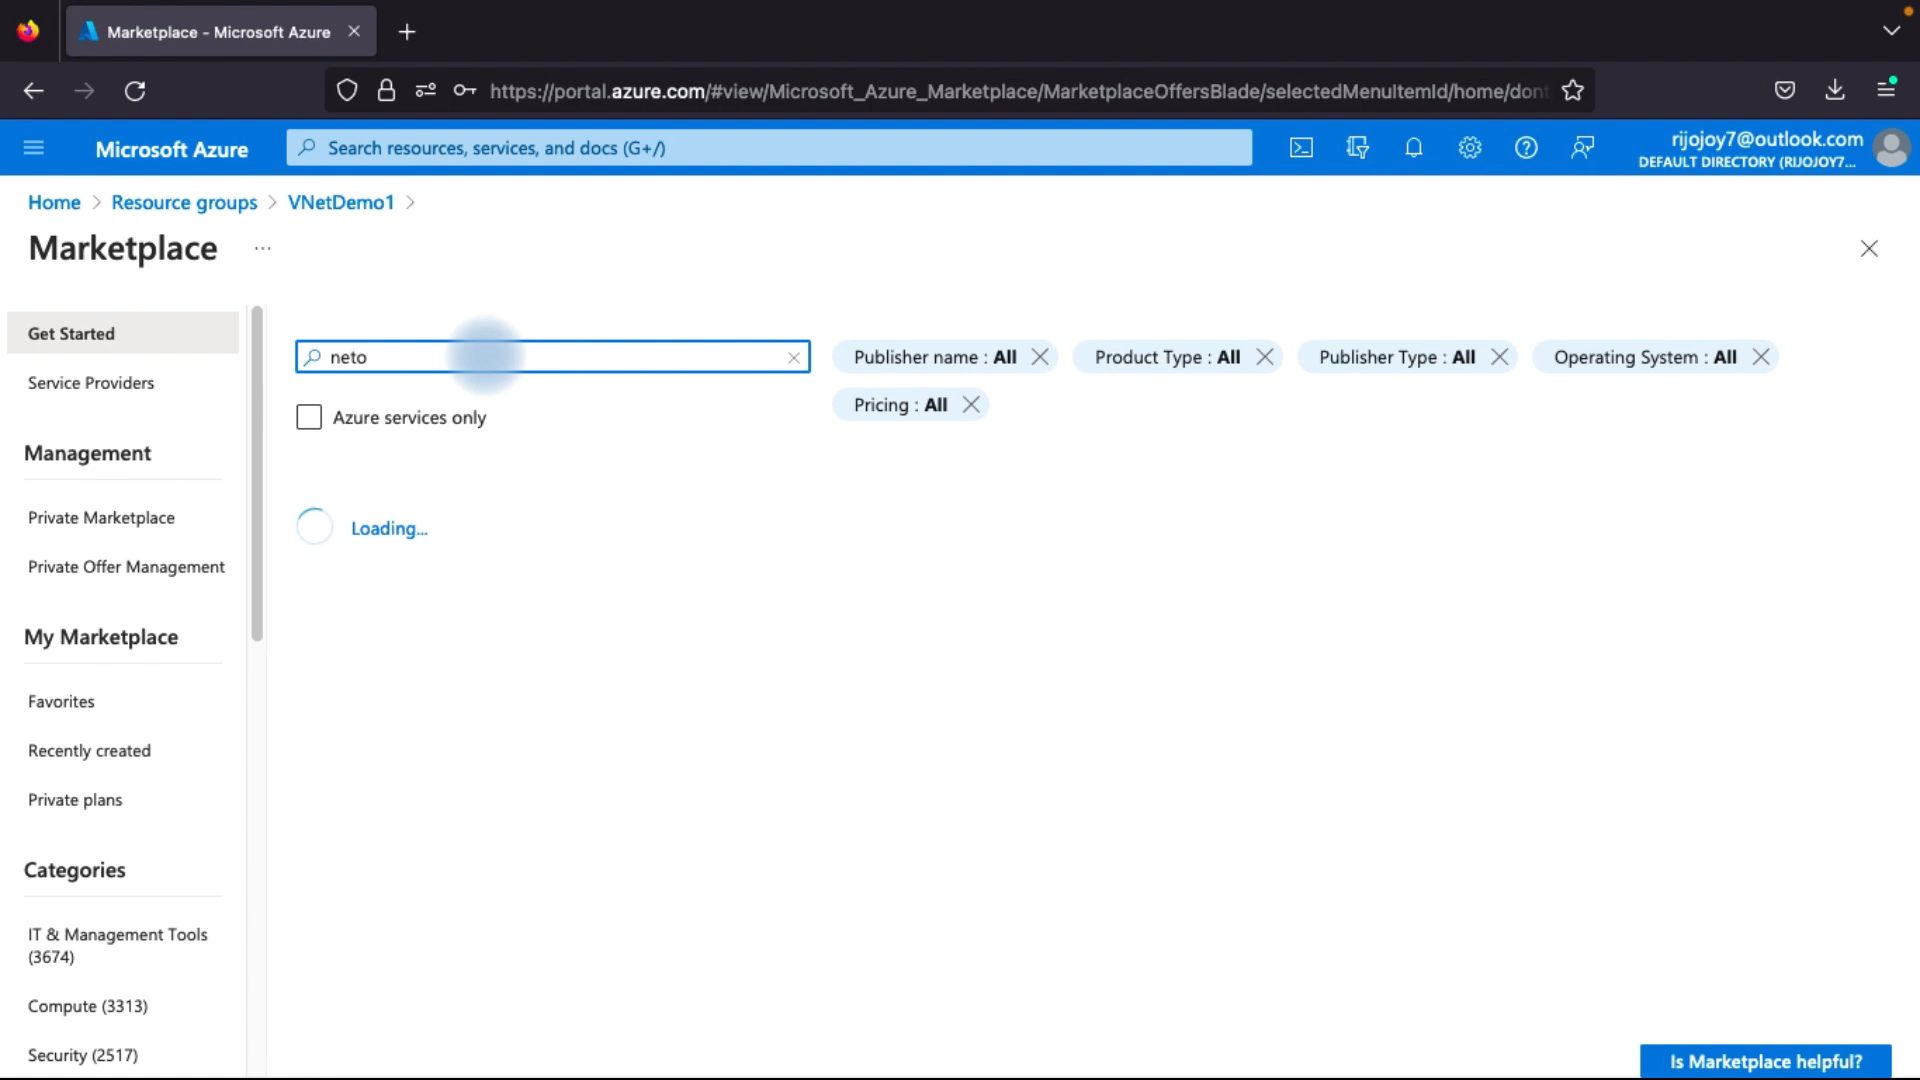 Marketplace - Microsoft Azure
https://portal.azure.com/#view/Microsoft_Azure_Marketplace/MarketplaceOffersBlade/selectedMenuItemId/home/dont
Microsoft Azure
Search resources, services, and docs (G+/)
rijojoy7@outlook.com
DEFAULT DIRECTORY (RIJOJOY7...
Home > Resource groups > VNetDemo1 >
Marketplace ...
Get Started
Service Providers
Management
Private Marketplace
Private Offer Management
My Marketplace
Favorites
Recently created
Private plans
Categories
IT & Management Tools
(3674)
Compute (3313)
Security (2517)
neto
Publisher name : All
Product Type : All
Publisher Type : All
Operating System : All
Pricing : All
Azure services only
Loading...
Is Marketplace helpful?